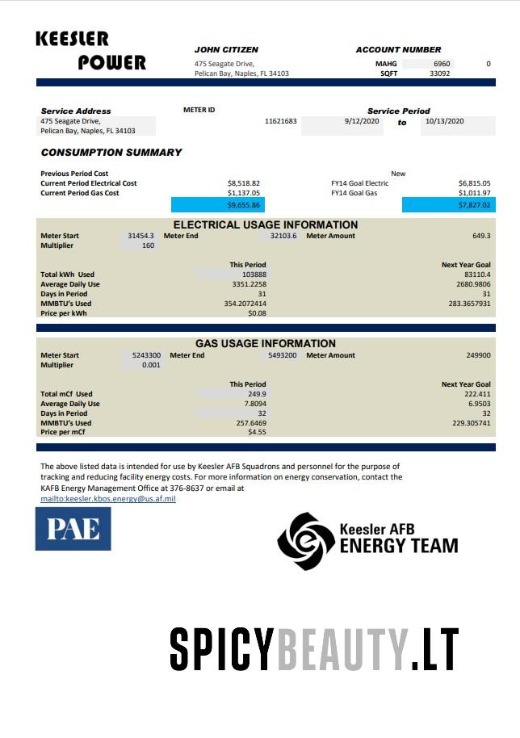 KEESLER
POWER
JOHN CITIZEN
ACCOUNT NUMBER
475 Seagate Drive,
Pelican Bay, Naples, FL 34103
MAHG 6960 0
SQFT 33092
Service Address METER ID Service Period
475 Seagate Drive,
Pelican Bay, Naples, FL 34103
11621683 9/12/2020 to 10/13/2020
CONSUMPTION SUMMARY
Previous Period Cost New
Current Period Electrical Cost $8,518.82 FY14 Goal Electric $6,815.05
Current Period Gas Cost $1,137.05 FY14 Goal Gas $1,011.97
$9,655.86 $7,827.02
ELECTRICAL USAGE INFORMATION
Meter Start 31454.3 Meter End 32103.6 Meter Amount 649.3
Multiplier 160
This Period Next Year Goal
Total kWh Used 103888 83110.4
Average Daily Use 3351.2258 2680.9806
Days in Period 31 31
MMBTU's Used 354.2072414 283.3657931
Price per kWh $0.08
GAS USAGE INFORMATION
Meter Start 5243300 Meter End 5493200 Meter Amount 249900
Multiplier 0.001
This Period Next Year Goal
Total mCf Used 249.9 222.411
Average Daily Use 7.8094 6.9503
Days in Period 32 32
MMBTU's Used 257.6469 229.305741
Price per mCf $4.55
The above listed data is intended for use by Keesler AFB Squadrons and personnel for the purpose of
tracking and reducing facility energy costs. For more information on energy conservation, contact the
KAFB Energy Management Office at 376-8637 or email at
mailto:keesler.kbos.energy@us.af.mil
PAE
Keesler AFB
ENERGY TEAM
SPICYBEAUTY.LT